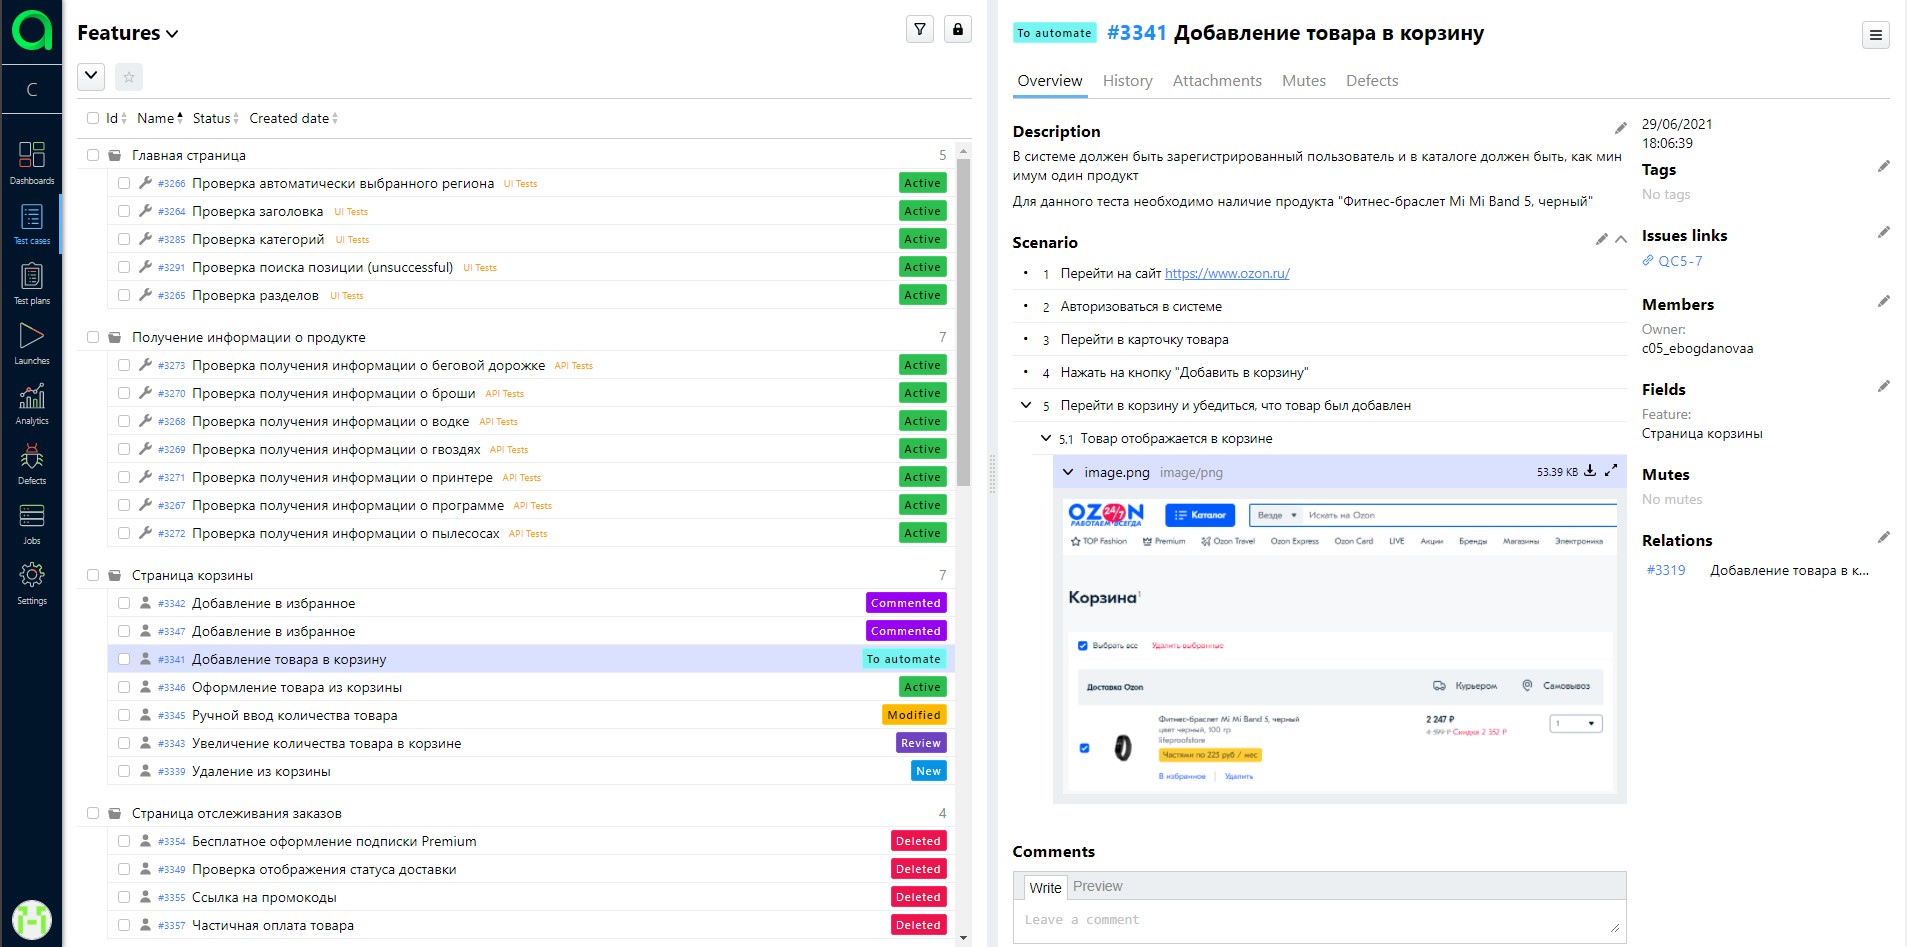 C
Dashboards
Test cases
Test plans
Launches
Analytics
Defects
Jobs
Settings
Features
Id Name Status Created date
Главная страница 5
#3266 Проверка автоматически выбранного региона UI Tests Active
#3264 Проверка заголовка UI Tests Active
#3285 Проверка категорий UI Tests Active
#3291 Проверка поиска позиции (unsuccessful) UI Tests Active
#3265 Проверка разделов UI Tests Active
Получение информации о продукте 7
#3273 Проверка получения информации о беговой дорожке API Tests Active
#3270 Проверка получения информации о броши API Tests Active
#3268 Проверка получения информации о водке API Tests Active
#3269 Проверка получения информации о гвоздях API Tests Active
#3271 Проверка получения информации о принтере API Tests Active
#3267 Проверка получения информации о программе API Tests Active
#3272 Проверка получения информации о пылесосах API Tests Active
Страница корзины 7
#3342 Добавление в избранное Commented
#3347 Добавление в избранное Commented
#3341 Добавление товара в корзину To automate
#3346 Оформление товара из корзины Active
#3345 Ручной ввод количества товара Modified
#3343 Увеличение количества товара в корзине Review
#3339 Удаление из корзины New
Страница отслеживания заказов 4
#3354 Бесплатное оформление подписки Premium Deleted
#3349 Проверка отображения статуса доставки Deleted
#3355 Ссылка на промокоды Deleted
#3357 Частичная оплата товара Deleted
To automate #3341 Добавление товара в корзину
Overview History Attachments Mutes Defects
Description
В системе должен быть зарегистрированный пользователь и в каталоге должен быть, как мин
имум один продукт
Для данного теста необходимо наличие продукта "Фитнес-браслет Mi Mi Band 5, черный"
Scenario
1 Перейти на сайт https://www.ozon.ru/
2 Авторизоваться в системе
3 Перейти в карточку товара
4 Нажать на кнопку "Добавить в корзину"
5 Перейти в корзину и убедиться, что товар был добавлен
5.1 Товар отображается в корзине
image.png image/png 53.39 KB
OZON 24/7 Каталог Везде Искать на Ozon
РАБОТАЕМ ВСЕГДА
TOP Fashion Premium Ozon Travel Ozon Express Ozon Card LIVE Акции Бренды Магазины Электроника
Корзина 1
Выбрать все Удалить выбранные
Доставка Ozon Курьером Самовывоз
Фитнес-браслет Mi Mi Band 5, черный 2 247 ₽ 1
цвет черный, 100 гр 4 599 ₽ Скидка 2 352 ₽
lifeproofstore
Частями по 225 руб / мес
В избранное Удалить
Comments
Write Preview
Leave a comment
29/06/2021
18:06:39
Tags
No tags
Issues links
QC5-7
Members
Owner:
c05_ebogdanovaa
Fields
Feature:
Страница корзины
Mutes
No mutes
Relations
#3319 Добавление товара в к...